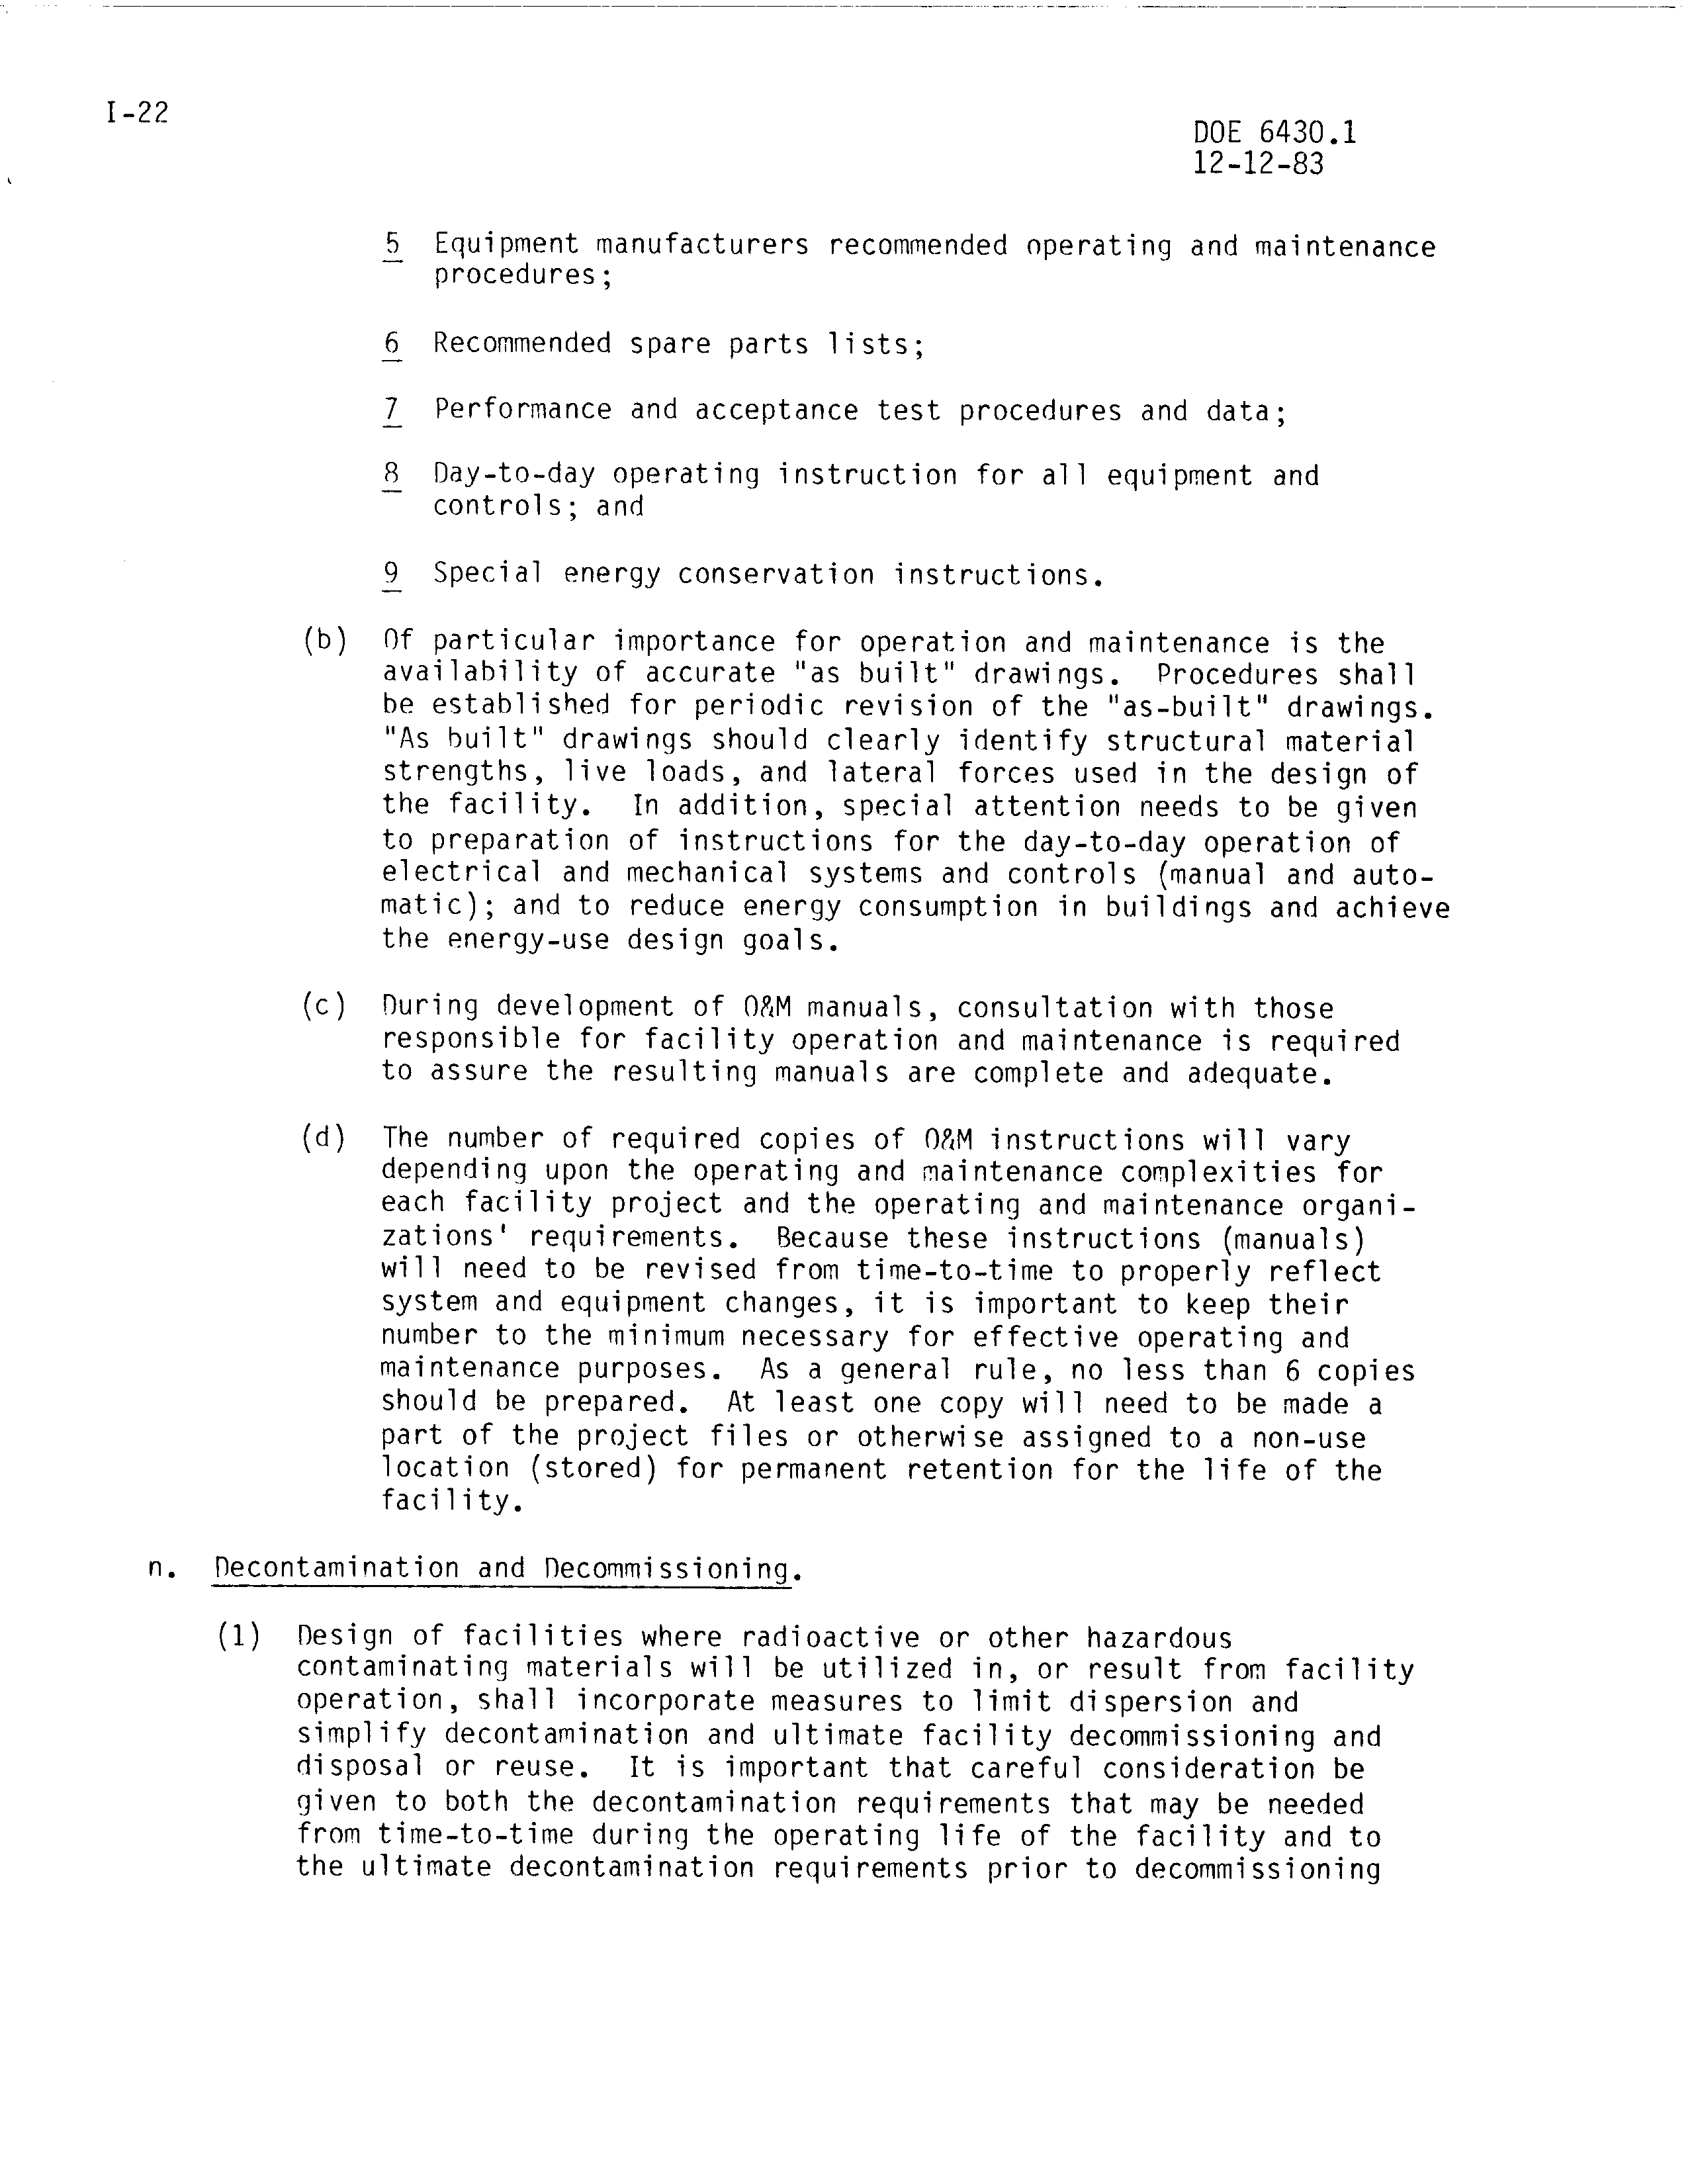 I-22
DOE 6430.1
12-12-83
5 Equipment manufacturers recommended operating and maintenance
procedures;
6 Recommended spare parts lists;
7 Performance and acceptance test procedures and data;
8 Day-to-day operating instruction for all equipment and
controls; and
9 Special energy conservation instructions.
(b) Of particular importance for operation and maintenance is the
availability of accurate "as built" drawings. Procedures shall
be established for periodic revision of the "as-built" drawings.
"As built" drawings should clearly identify structural material
strengths, live loads, and lateral forces used in the design of
the facility. In addition, special attention needs to be given
to preparation of instructions for the day-to-day operation of
electrical and mechanical systems and controls (manual and auto-
matic); and to reduce energy consumption in buildings and achieve
the energy-use design goals.
(c) During development of O&M manuals, consultation with those
responsible for facility operation and maintenance is required
to assure the resulting manuals are complete and adequate.
(d) The number of required copies of O&M instructions will vary
depending upon the operating and maintenance complexities for
each facility project and the operating and maintenance organi-
zations' requirements. Because these instructions (manuals)
will need to be revised from time-to-time to properly reflect
system and equipment changes, it is important to keep their
number to the minimum necessary for effective operating and
maintenance purposes. As a general rule, no less than 6 copies
should be prepared. At least one copy will need to be made a
part of the project files or otherwise assigned to a non-use
location (stored) for permanent retention for the life of the
facility.
n. Decontamination and Decommissioning.
(1) Design of facilities where radioactive or other hazardous
contaminating materials will be utilized in, or result from facility
operation, shall incorporate measures to limit dispersion and
simplify decontamination and ultimate facility decommissioning and
disposal or reuse. It is important that careful consideration be
given to both the decontamination requirements that may be needed
from time-to-time during the operating life of the facility and to
the ultimate decontamination requirements prior to decommissioning